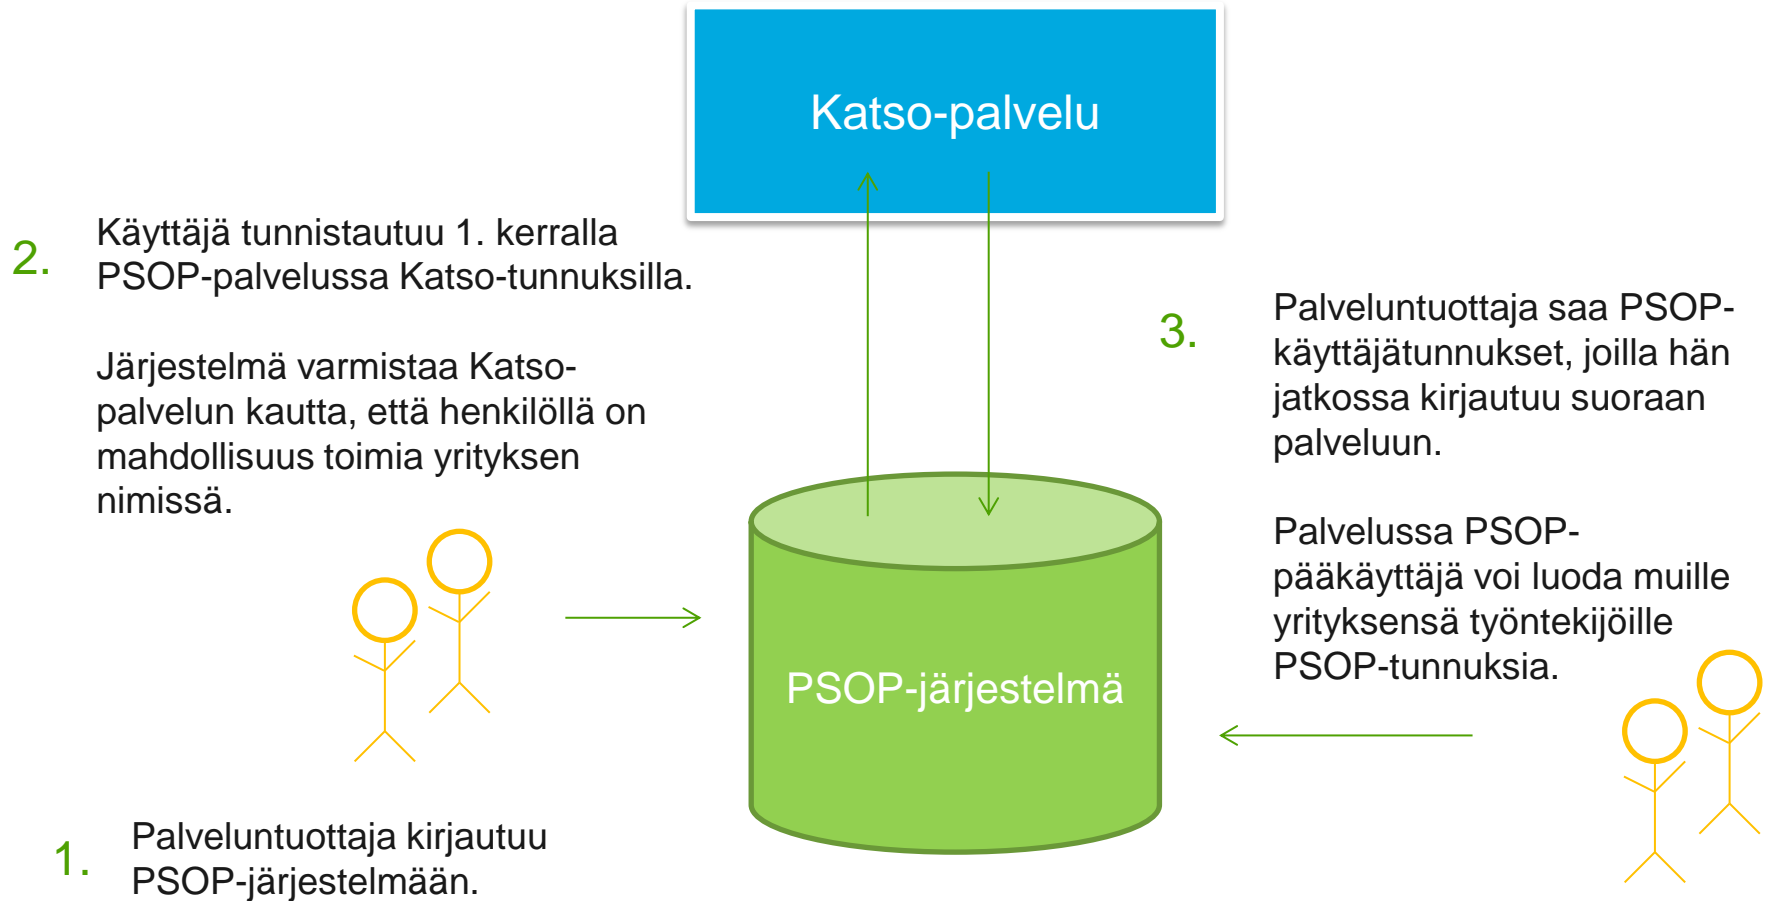 Katso-palvelu
2.
Käyttäjä tunnistautuu 1. kerralla
PSOP-palvelussa Katso-tunnuksilla.
Järjestelmä varmistaa Katso-
palvelun kautta, että henkilöllä on
mahdollisuus toimia yrityksen
nimissä.
3.
Palveluntuottaja saa PSOP-
käyttäjätunnukset, joilla hän
jatkossa kirjautuu suoraan
palveluun.
Palvelussa PSOP-
pääkäyttäjä voi luoda muille
yrityksensä työntekijöille
PSOP-tunnuksia.
PSOP-järjestelmä
1.
Palveluntuottaja kirjautuu
PSOP-järjestelmään.